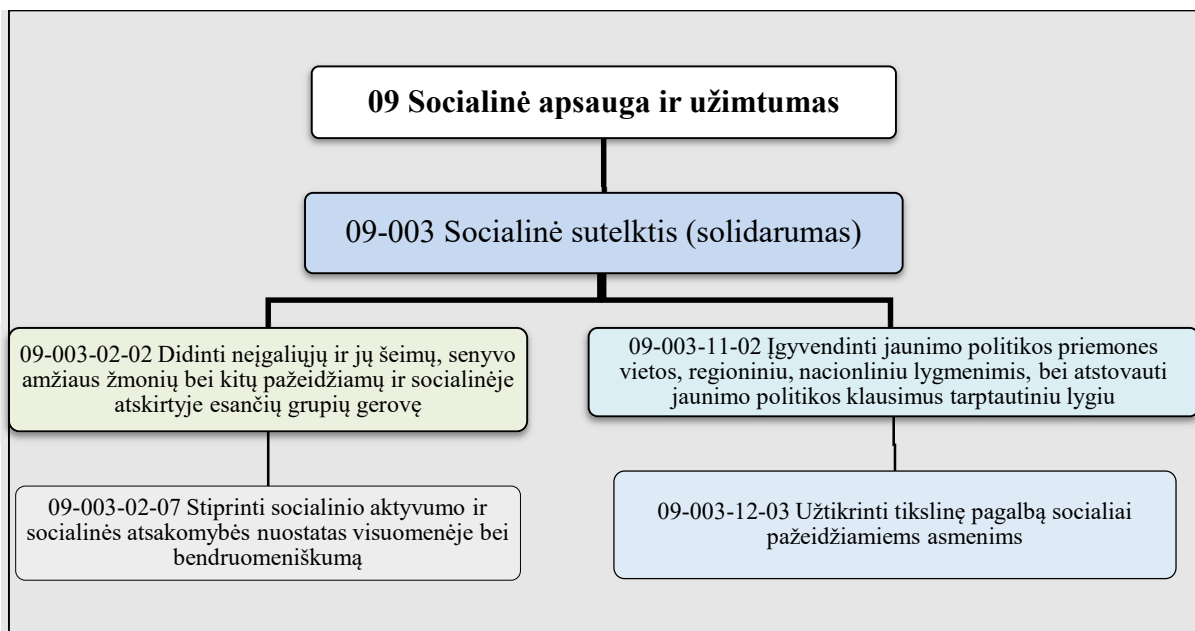 09 Socialinė apsauga ir užimtumas
09-003 Socialinė sutelktis (solidarumas)
09-003-02-02 Didinti neįgaliųjų ir jų šeimų, senyvo
amžiaus žmonių bei kitų pažeidžiamų ir socialinėje
atskirtyje esančių grupių gerovę
09-003-11-02 Įgyvendinti jaunimo politikos priemones
vietos, regioniniu, nacionliniu lygmenimis, bei atstovauti
jaunimo politikos klausimus tarptautiniu lygiu
09-003-02-07 Stiprinti socialinio aktyvumo ir
socialinės atsakomybės nuostatas visuomenėje bei
bendruomeniškumą
09-003-12-03 Užtikrinti tikslinę pagalbą socialiai
pažeidžiamiems asmenims